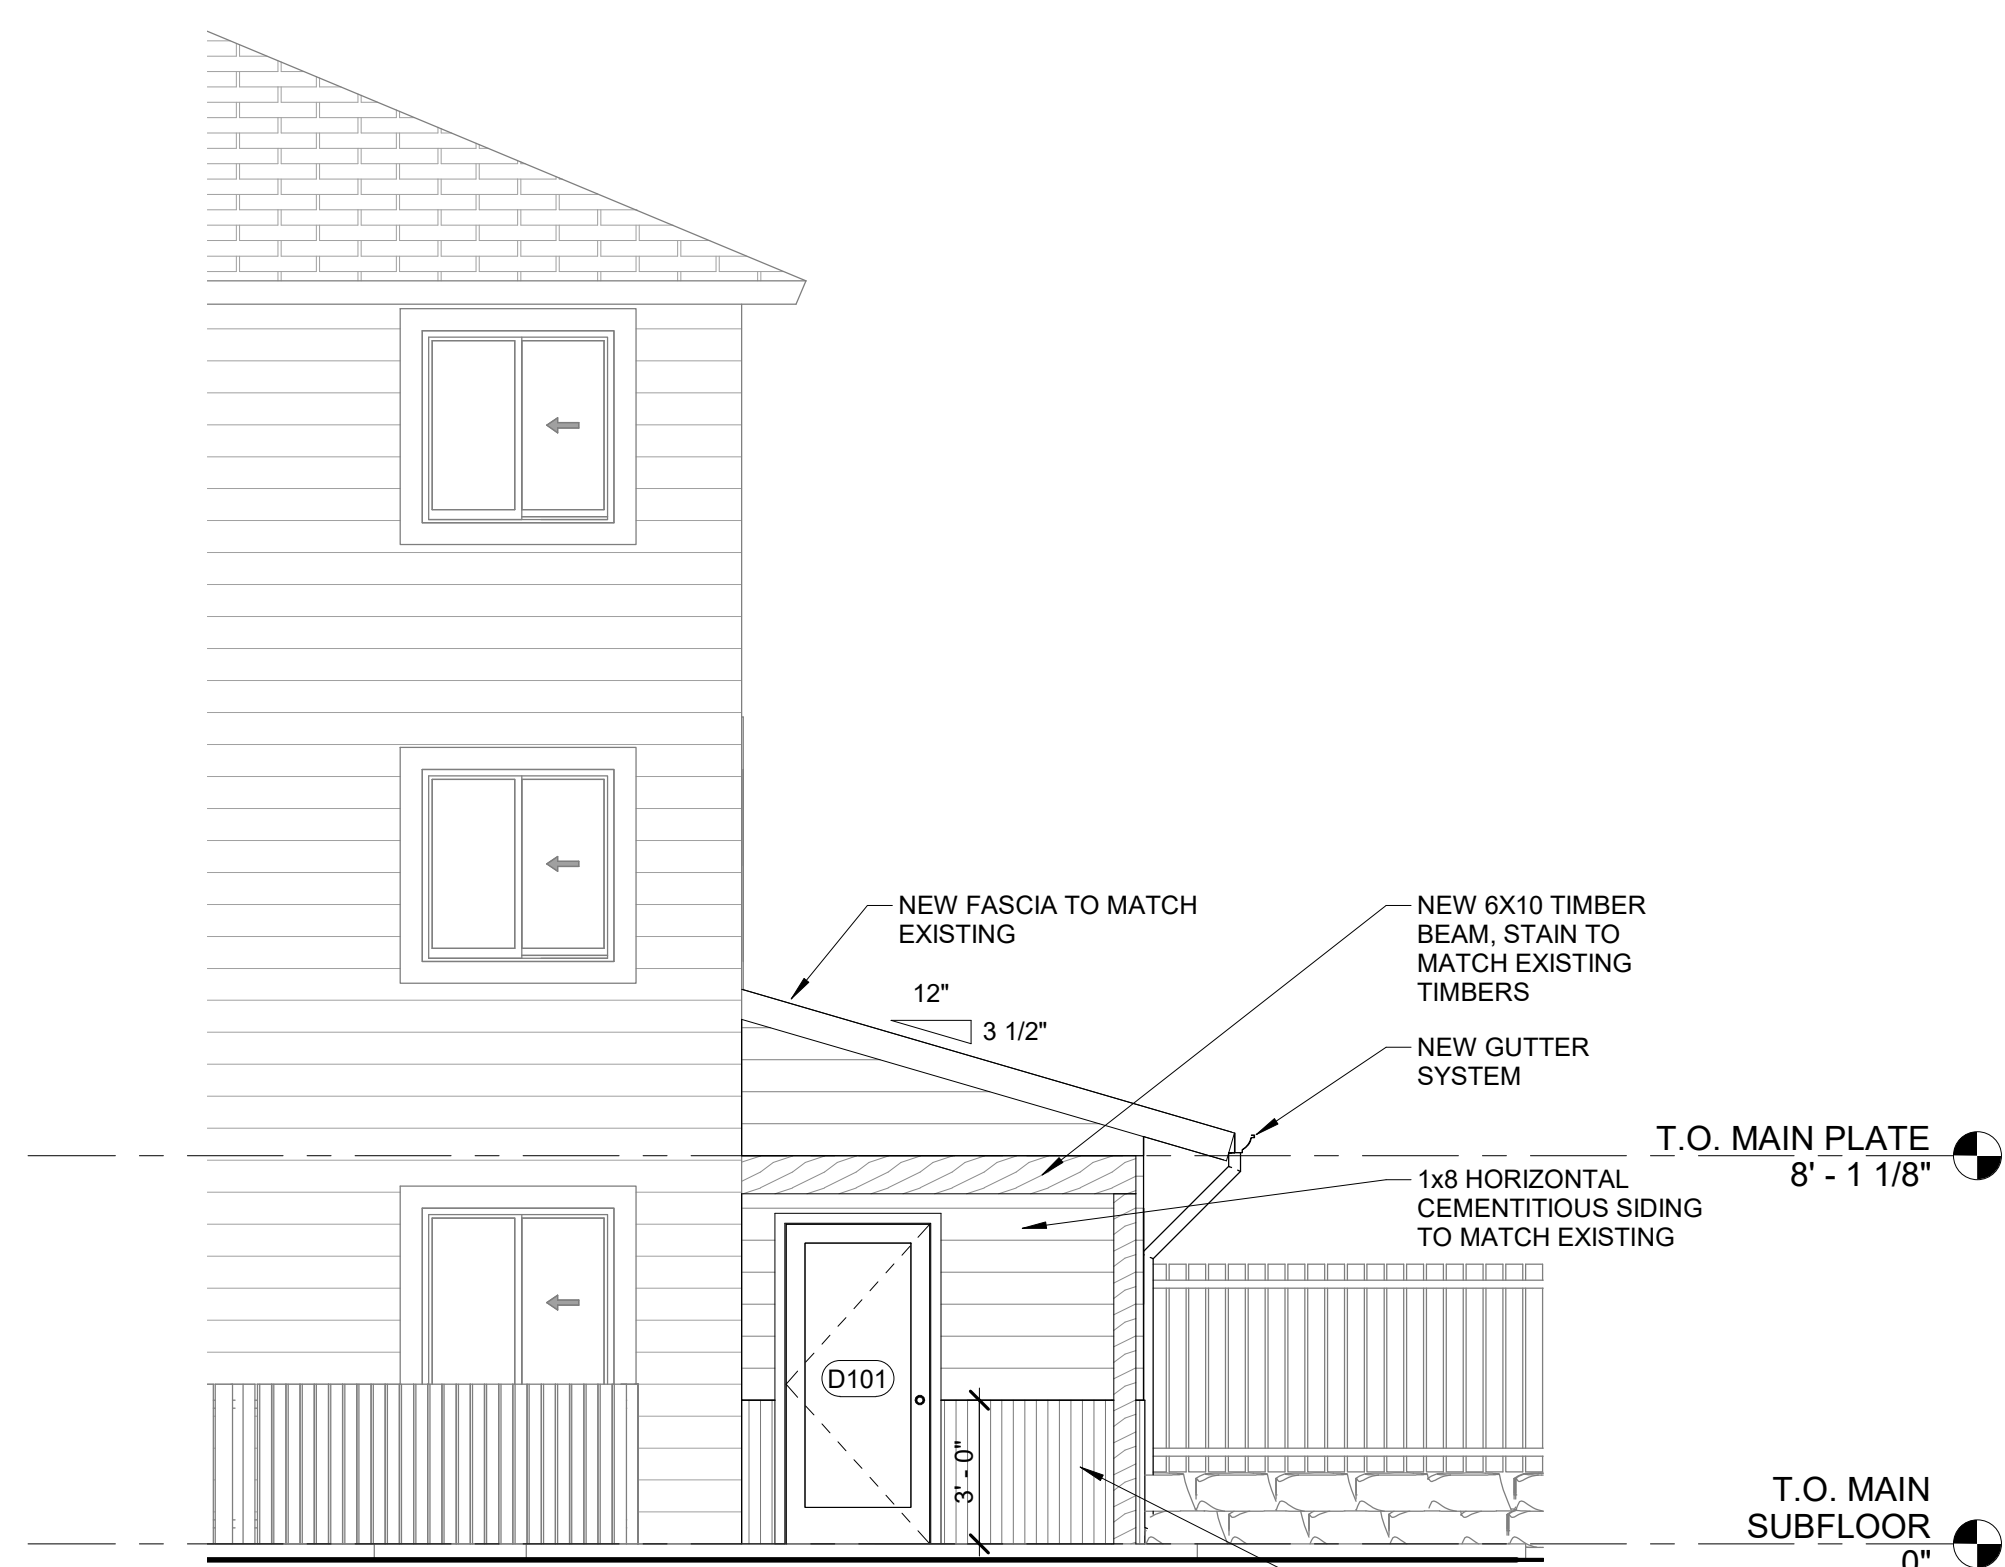 NEW FASCIA TO MATCH
EXISTING
12"
3 1/2"
NEW 6X10 TIMBER
BEAM, STAIN TO
MATCH EXISTING
TIMBERS
NEW GUTTER
SYSTEM
T.O. MAIN PLATE
8' - 1 1/8"
1x8 HORIZONTAL
CEMENTITIOUS SIDING
TO MATCH EXISTING
D101
3' - 0"
T.O. MAIN
SUBFLOOR
0"